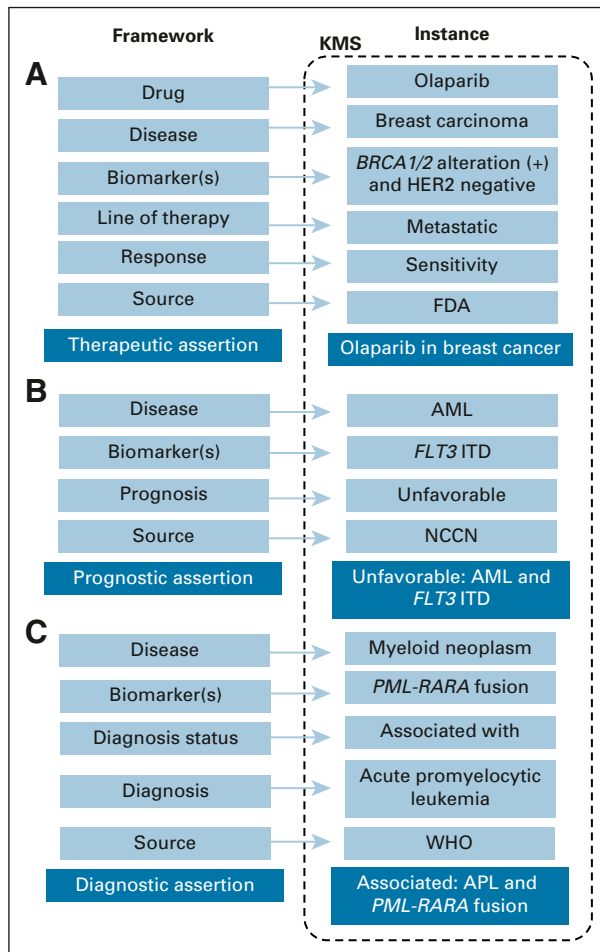 Framework
KMS
Instance
A
Drug
Olaparib
Disease
Breast carcinoma
Biomarker(s)
BRCA1/2 alteration (+)
and HER2 negative
Line of therapy
Metastatic
Response
Sensitivity
Source
FDA
Therapeutic assertion
Olaparib in breast cancer
B
Disease
AML
Biomarker(s)
FLT3 ITD
Prognosis
Unfavorable
Source
NCCN
Prognostic assertion
Unfavorable: AML and
FLT3 ITD
C
Disease
Myeloid neoplasm
Biomarker(s)
PML-RARA fusion
Diagnosis status
Associated with
Diagnosis
Acute promyelocytic
leukemia
Source
WHO
Diagnostic assertion
Associated: APL and
PML-RARA fusion